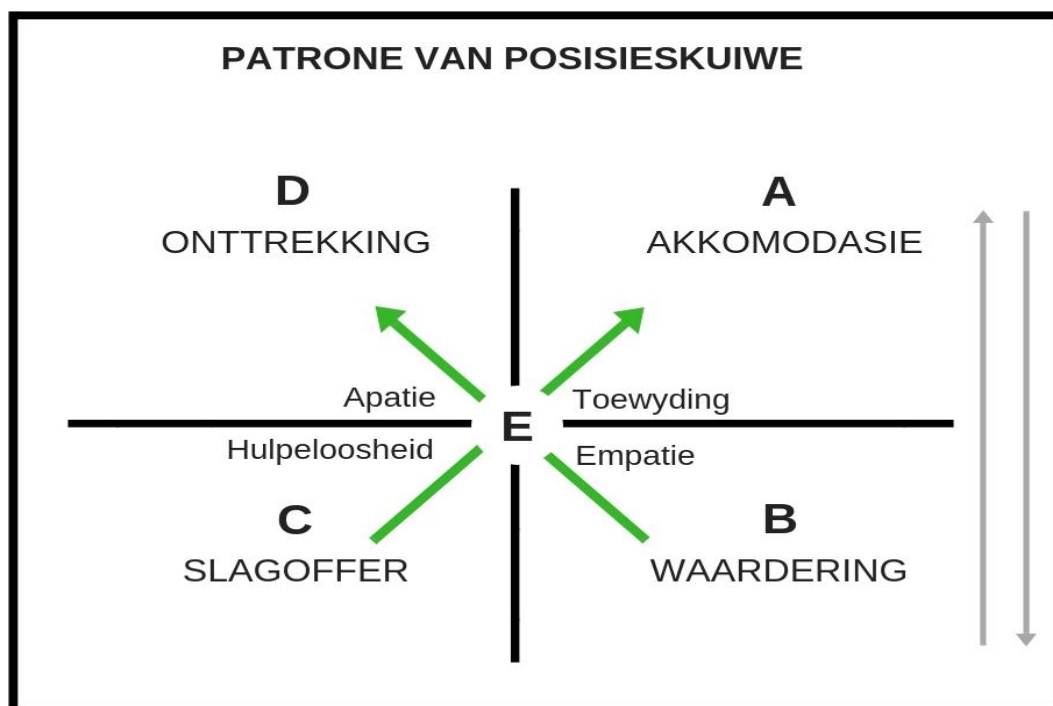 PATRONE VAN POSISIESKUIWE
D
ONTTREKKING
A
AKKOMODASIE
Apatie
Toewyding
E
Hulpeloosheid
Empatie
C
SLAGOFFER
B
WAARDERING